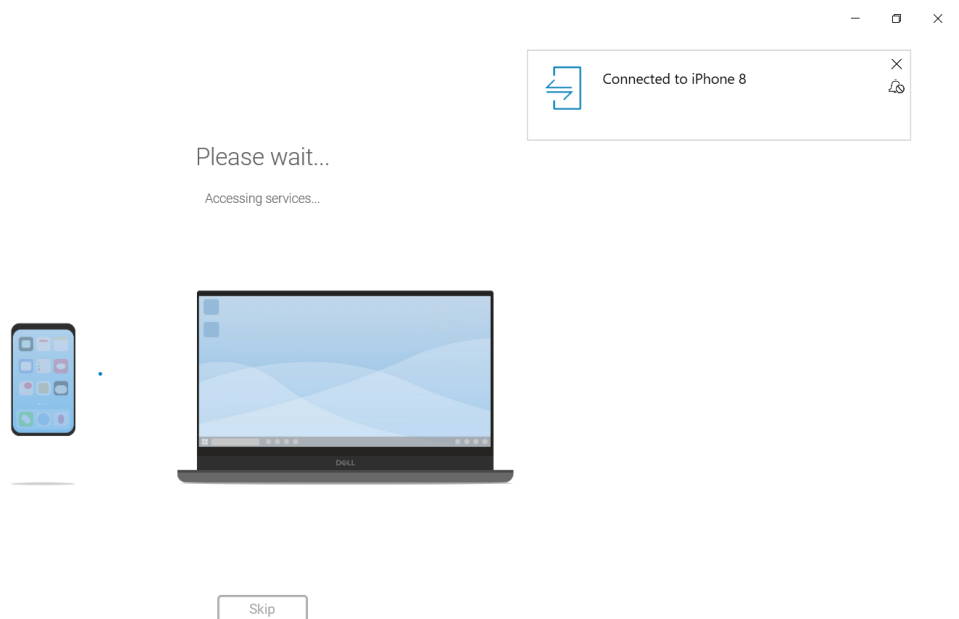 Connected to iPhone 8
Please wait...
Accessing services...
DELL
Skip